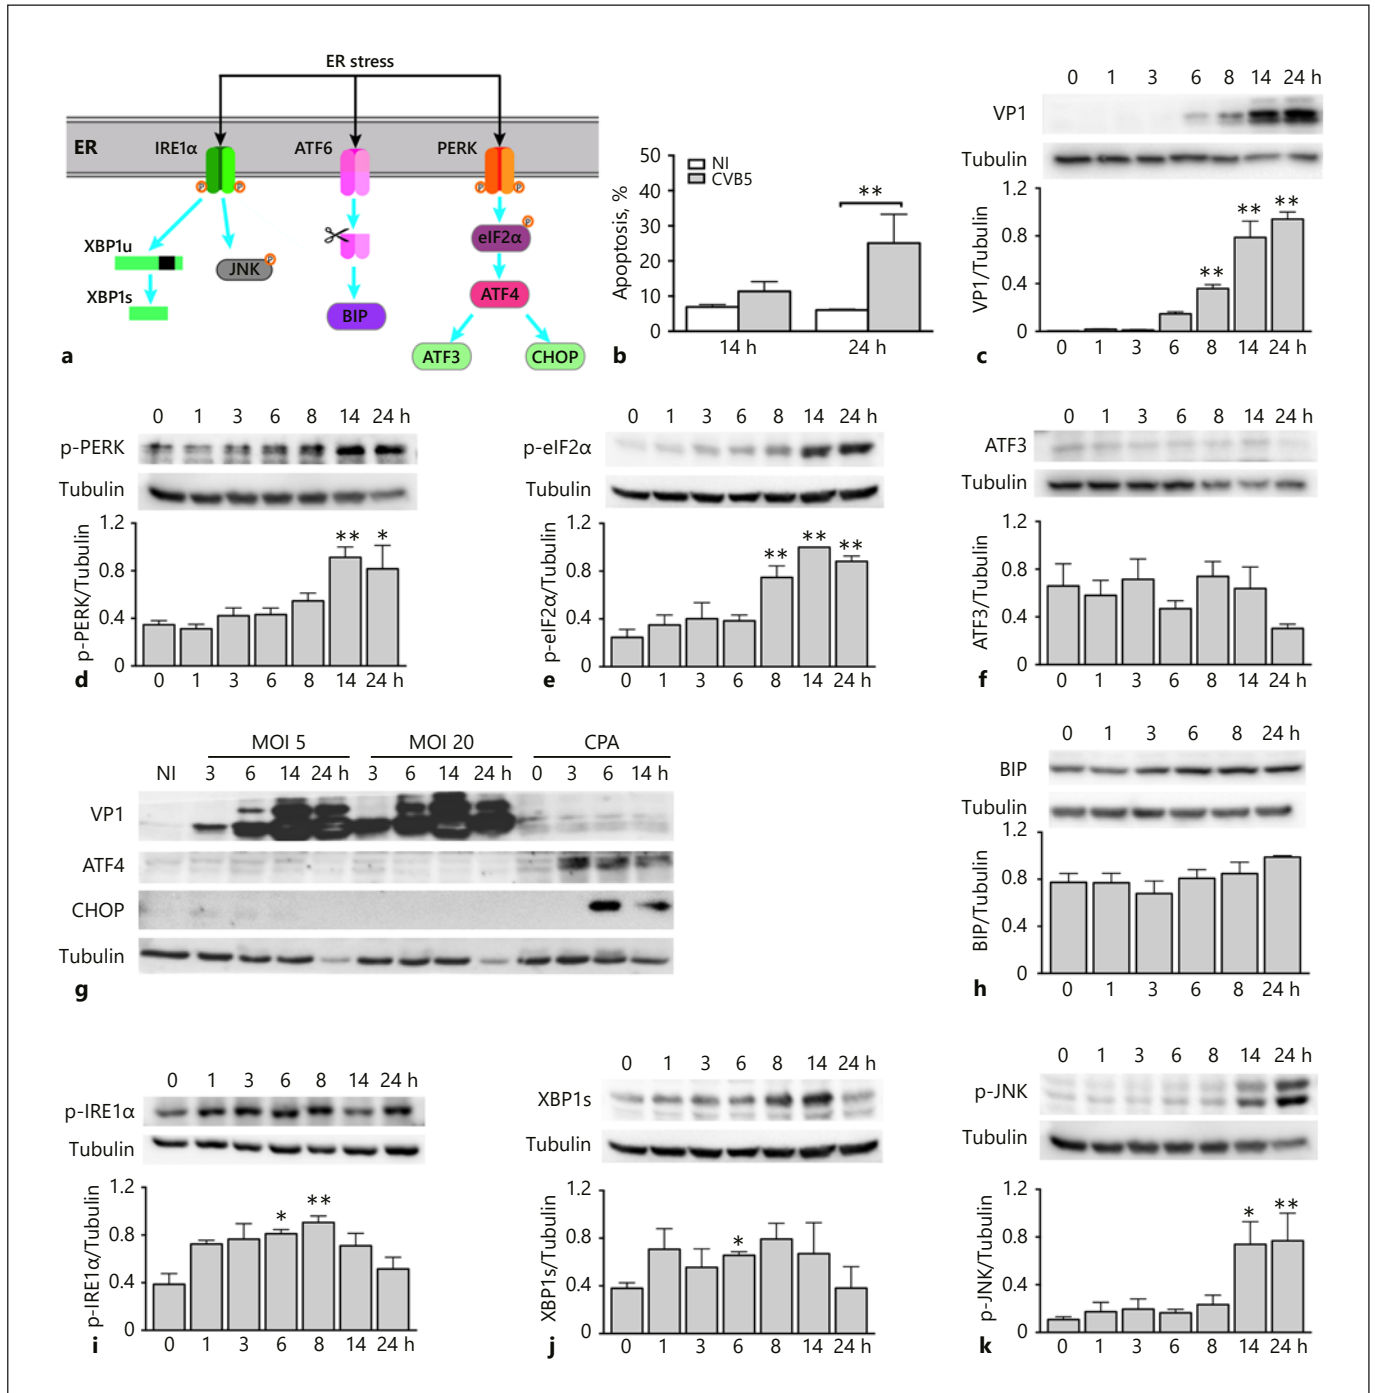 ER stress
ER
IRE1α
ATF6
PERK
P
P
P
P
XBP1u
JNK
P
XBP1s
BIP
eIF2α
P
ATF4
ATF3
CHOP
a
Apoptosis, %
50
40
30
20
10
0
NI
CVB5
**
14 h
24 h
b
0 1 3 6 8 14 24 h
VP1
Tubulin
VP1/Tubulin
1.2
0.8
0.4
0
** ** **
0 1 3 6 8 14 24 h
c
0 1 3 6 8 14 24 h
p-PERK
Tubulin
p-PERK/Tubulin
1.2
0.8
0.4
0
** *
0 1 3 6 8 14 24 h
d
0 1 3 6 8 14 24 h
p-eIF2α
Tubulin
p-eIF2α/Tubulin
1.2
0.8
0.4
0
** ** **
0 1 3 6 8 14 24 h
e
0 1 3 6 8 14 24 h
ATF3
Tubulin
ATF3/Tubulin
1.2
0.8
0.4
0
0 1 3 6 8 14 24 h
f
MOI 5 MOI 20 CPA
NI 3 6 14 24 h 3 6 14 24 h 0 3 6 14 h
VP1
ATF4
CHOP
Tubulin
g
0 1 3 6 8 24 h
BIP
Tubulin
BIP/Tubulin
1.2
0.8
0.4
0
0 1 3 6 8 24 h
h
0 1 3 6 8 14 24 h
p-IRE1α
Tubulin
p-IRE1α/Tubulin
1.2
0.8
0.4
0
* **
0 1 3 6 8 14 24 h
i
0 1 3 6 8 14 24 h
XBP1s
Tubulin
XBP1s/Tubulin
1.2
0.8
0.4
0
*
0 1 3 6 8 14 24 h
j
0 1 3 6 8 14 24 h
p-JNK
Tubulin
p-JNK/Tubulin
1.2
0.8
0.4
0
* **
0 1 3 6 8 14 24 h
k